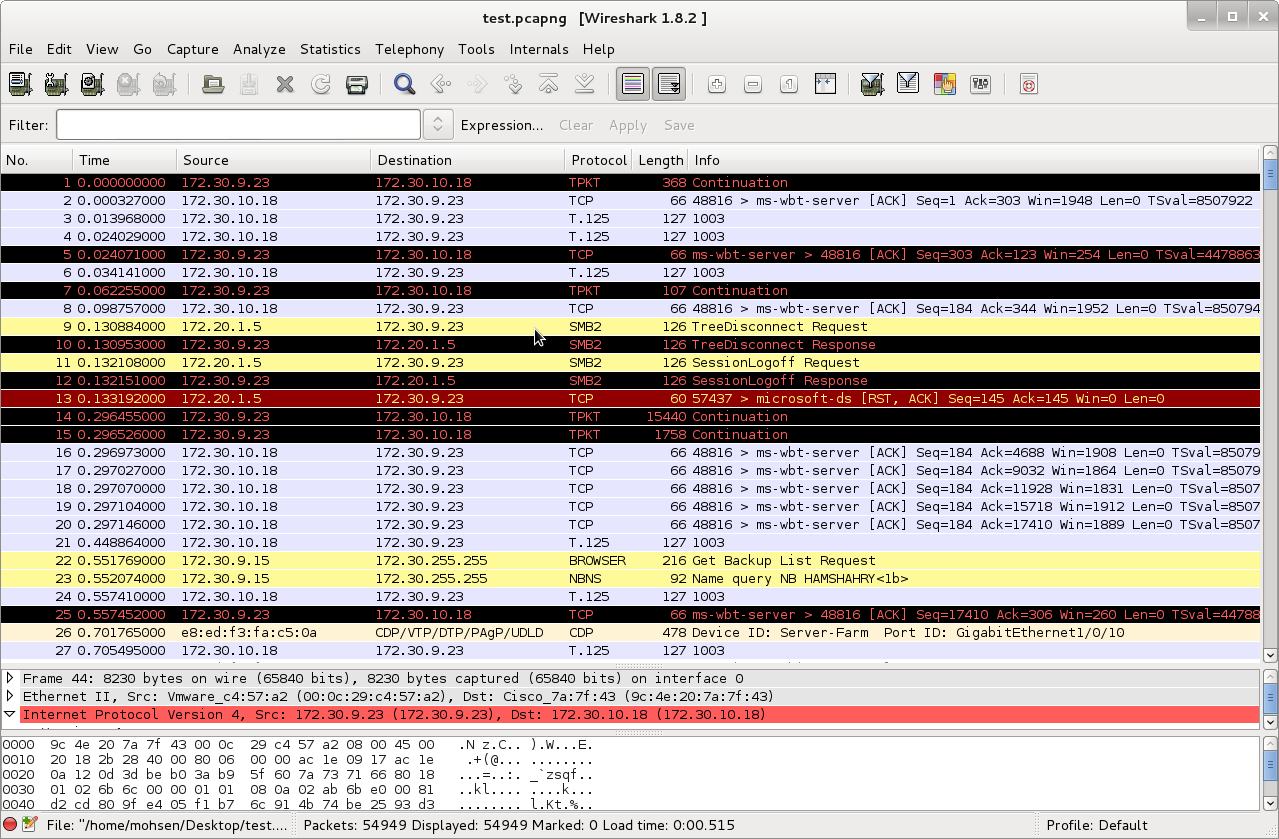 test.pcapng [Wireshark 1.8.2 ]
File Edit View Go Capture Analyze Statistics Telephony Tools Internals Help
Filter: Expression... Clear Apply Save
No. Time Source Destination Protocol Length Info
1 0.000000000 172.30.9.23 172.30.10.18 TPKT 368 Continuation
2 0.000327000 172.30.10.18 172.30.9.23 TCP 66 48816 > ms-wbt-server [ACK] Seq=1 Ack=303 Win=1948 Len=0 TSval=8507922
3 0.013968000 172.30.10.18 172.30.9.23 T.125 127 1003
4 0.024029000 172.30.10.18 172.30.9.23 T.125 127 1003
5 0.024071000 172.30.9.23 172.30.10.18 TCP 66 ms-wbt-server > 48816 [ACK] Seq=303 Ack=123 Win=254 Len=0 TSval=4478863
6 0.034141000 172.30.10.18 172.30.9.23 T.125 127 1003
7 0.062255000 172.30.9.23 172.30.10.18 TPKT 107 Continuation
8 0.098757000 172.30.10.18 172.30.9.23 TCP 66 48816 > ms-wbt-server [ACK] Seq=184 Ack=344 Win=1952 Len=0 TSval=850794
9 0.130884000 172.20.1.5 172.30.9.23 SMB2 126 TreeDisconnect Request
10 0.130953000 172.30.9.23 172.20.1.5 SMB2 126 TreeDisconnect Response
11 0.132108000 172.20.1.5 172.30.9.23 SMB2 126 SessionLogoff Request
12 0.132151000 172.30.9.23 172.20.1.5 SMB2 126 SessionLogoff Response
13 0.133192000 172.20.1.5 172.30.9.23 TCP 60 57437 > microsoft-ds [RST, ACK] Seq=145 Ack=145 Win=0 Len=0
14 0.296455000 172.30.9.23 172.30.10.18 TPKT 15440 Continuation
15 0.296526000 172.30.9.23 172.30.10.18 TPKT 1758 Continuation
16 0.296973000 172.30.10.18 172.30.9.23 TCP 66 48816 > ms-wbt-server [ACK] Seq=184 Ack=4688 Win=1908 Len=0 TSval=85079
17 0.297027000 172.30.10.18 172.30.9.23 TCP 66 48816 > ms-wbt-server [ACK] Seq=184 Ack=9032 Win=1864 Len=0 TSval=85079
18 0.297070000 172.30.10.18 172.30.9.23 TCP 66 48816 > ms-wbt-server [ACK] Seq=184 Ack=11928 Win=1831 Len=0 TSval=8507
19 0.297104000 172.30.10.18 172.30.9.23 TCP 66 48816 > ms-wbt-server [ACK] Seq=184 Ack=15718 Win=1912 Len=0 TSval=8507
20 0.297146000 172.30.10.18 172.30.9.23 TCP 66 48816 > ms-wbt-server [ACK] Seq=184 Ack=17410 Win=1889 Len=0 TSval=8507
21 0.448864000 172.30.10.18 172.30.9.23 T.125 127 1003
22 0.551769000 172.30.9.15 172.30.255.255 BROWSER 216 Get Backup List Request
23 0.552074000 172.30.9.15 172.30.255.255 NBNS 92 Name query NB HAMSHAHRY<1b>
24 0.557410000 172.30.10.18 172.30.9.23 T.125 127 1003
25 0.557452000 172.30.9.23 172.30.10.18 TCP 66 ms-wbt-server > 48816 [ACK] Seq=17410 Ack=306 Win=260 Len=0 TSval=44788
26 0.701765000 e8:ed:f3:fa:c5:0a CDP/VTP/DTP/PAgP/UDLD CDP 478 Device ID: Server-Farm Port ID: GigabitEthernet1/0/10
27 0.705495000 172.30.10.18 172.30.9.23 T.125 127 1003
Frame 44: 8230 bytes on wire (65840 bits), 8230 bytes captured (65840 bits) on interface 0
Ethernet II, Src: Vmware_c4:57:a2 (00:0c:29:c4:57:a2), Dst: Cisco_7a:7f:43 (9c:4e:20:7a:7f:43)
Internet Protocol Version 4, Src: 172.30.9.23 (172.30.9.23), Dst: 172.30.10.18 (172.30.10.18)
0000 9c 4e 20 7a 7f 43 00 0c 29 c4 57 a2 08 00 45 00 .N z.C.. ).W...E.
0010 20 18 2b 28 40 00 80 06 00 00 ac 1e 09 17 ac 1e .+(@... ........
0020 0a 12 0d 3d be b0 3a b9 5f 60 7a 73 71 66 80 18 ...=..:. _`zsqf..
0030 01 02 6b 6c 00 00 01 01 08 0a 02 ab 6b e0 00 81 ..kl.... ....k...
0040 d2 cd 80 9f e4 05 f1 b7 6c 91 4b 74 be 25 93 d3 ........ l.Kt.%..
File: "/home/mohsen/Desktop/test.... Packets: 54949 Displayed: 54949 Marked: 0 Load time: 0:00.515 Profile: Default